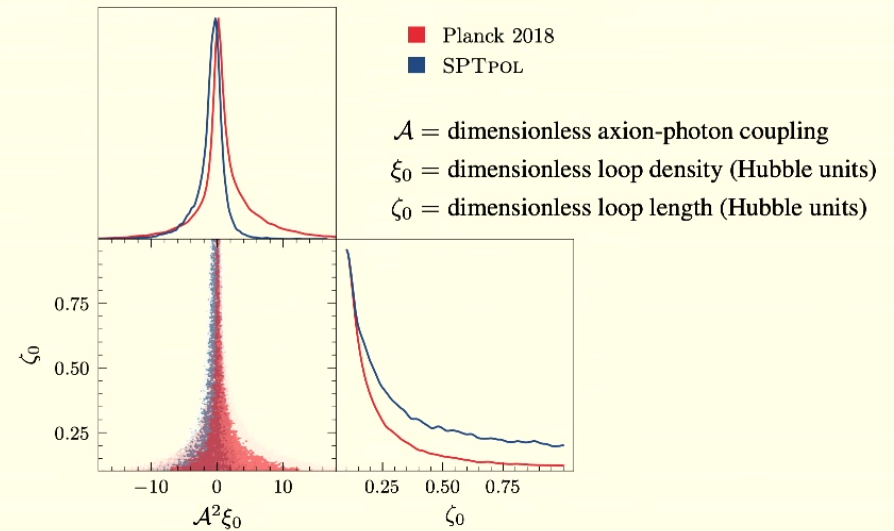 Planck 2018
SPTPOL
𝒜 = dimensionless axion-photon coupling
ξ₀ = dimensionless loop density (Hubble units)
ζ₀ = dimensionless loop length (Hubble units)
0.75
0.50
0.25
ζ₀
−10 0 10
𝒜²ξ₀
0.25 0.50 0.75
ζ₀